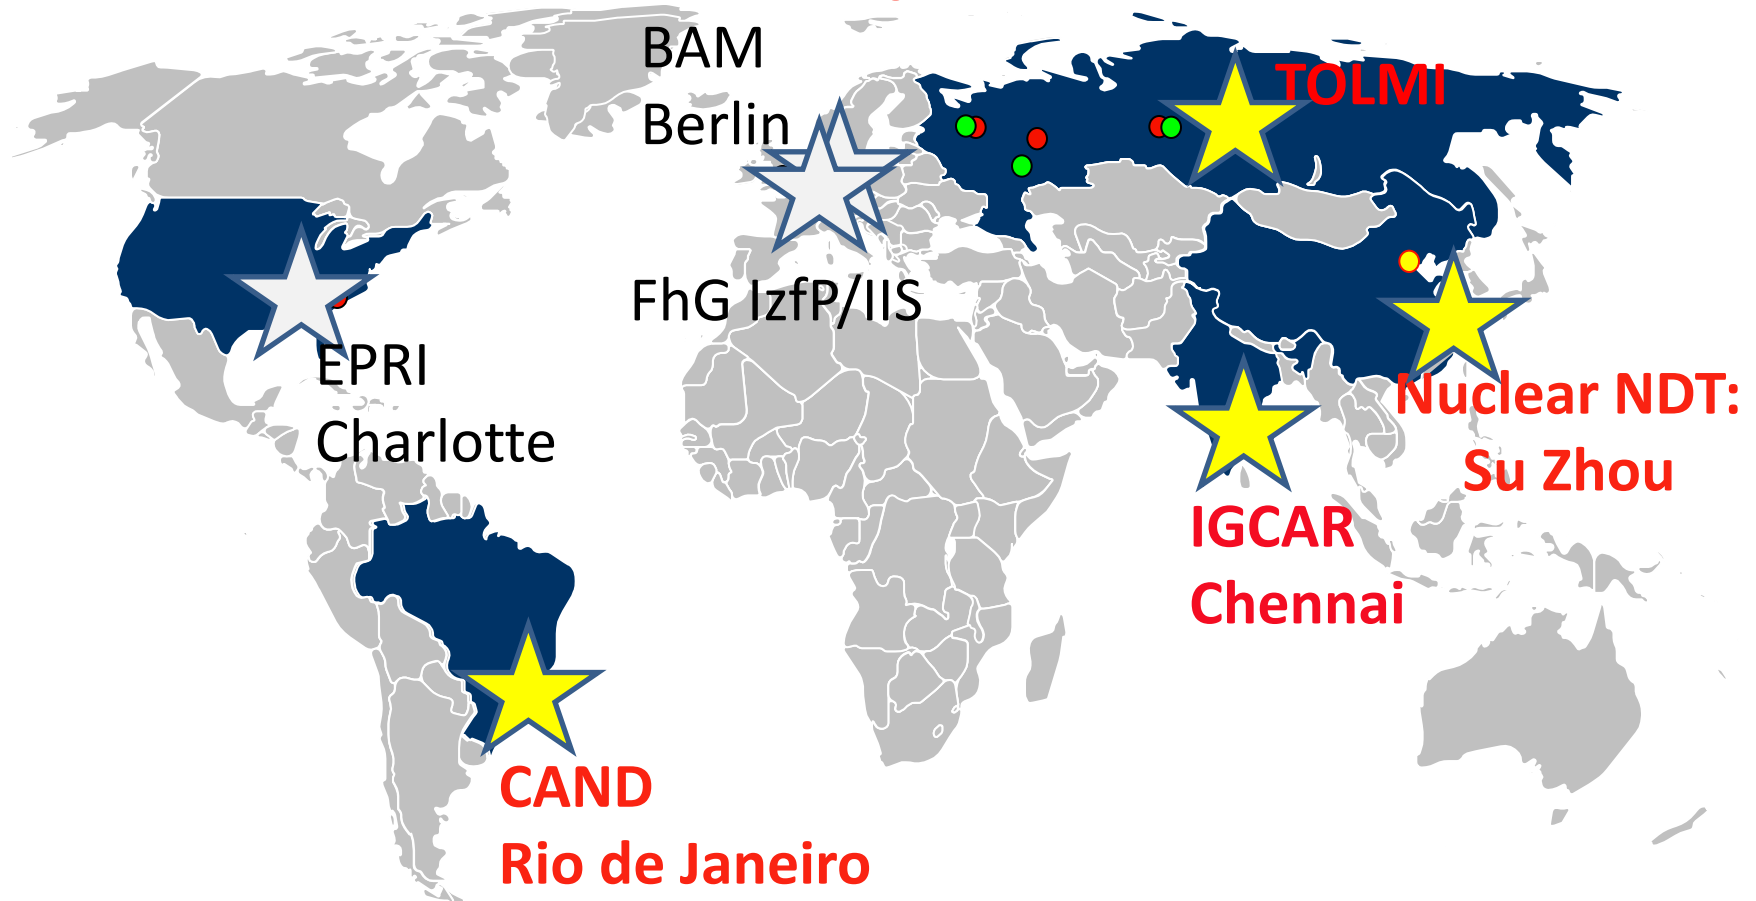 BAM
Berlin
TOLMI
FhG IzfP/IIS
EPRI
Charlotte
Nuclear NDT:
Su Zhou
IGCAR
Chennai
CAND
Rio de Janeiro